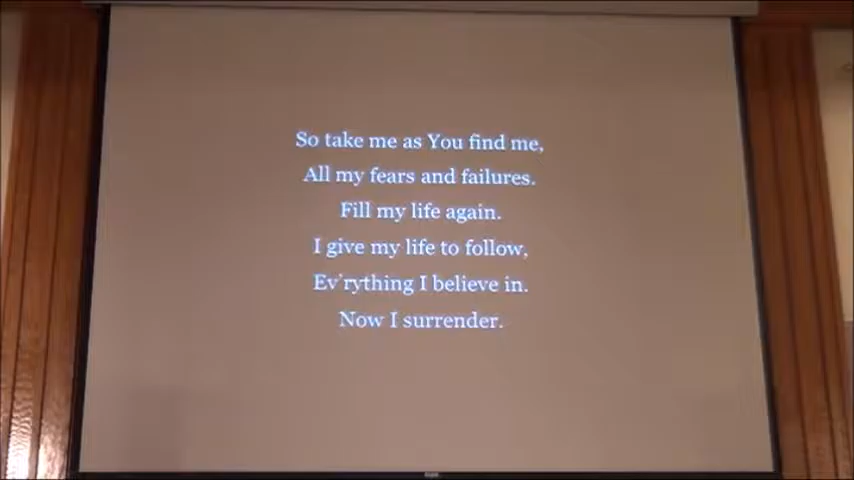 So take me as You find me,
All my fears and failures.
Fill my life again.
I give my life to follow,
Ev'rything I believe in.
Now I surrender.